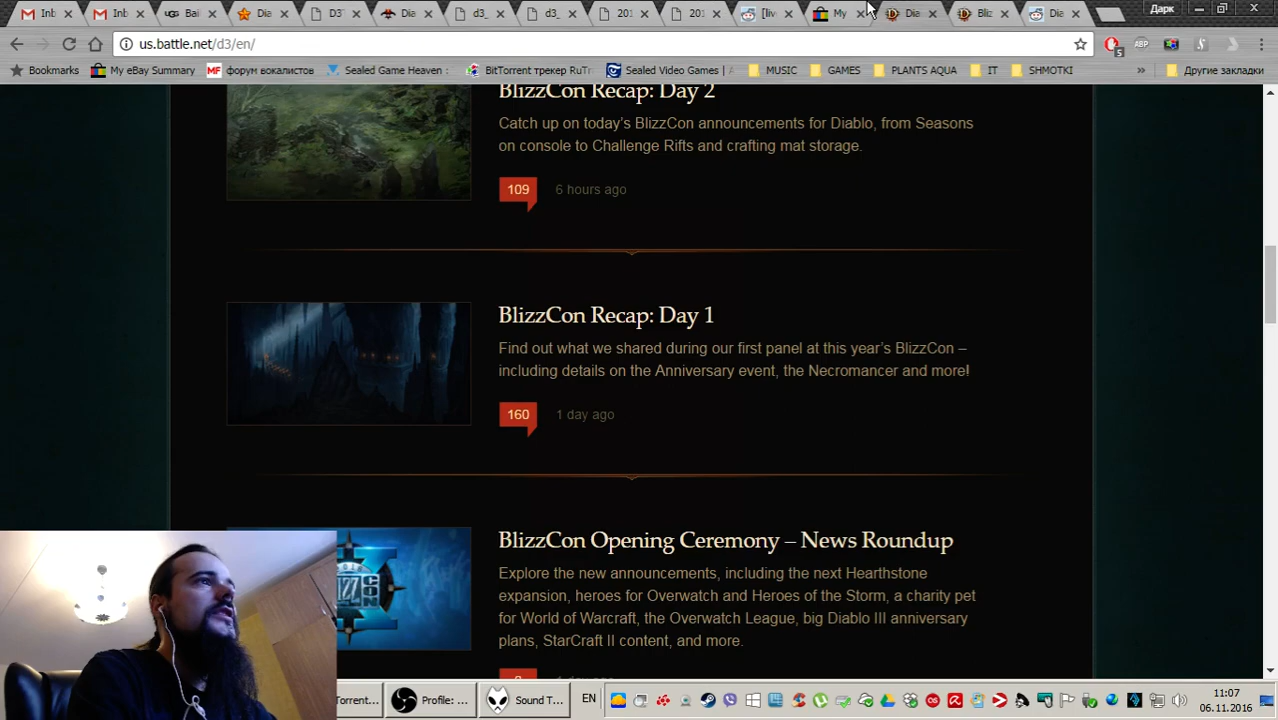 Inb
Inb
Bai
Dia
D3
Dia
d3_
d3_
201
201
[live
My
Dia
Bliz
Dia
Дарк
us.battle.net/d3/en/
5
ABP
Bookmarks
My eBay Summary
MF форум вокалистов
Sealed Game Heaven :
BitTorrent трекер RuTr
Sealed Video Games | A
MUSIC
GAMES
PLANTS AQUA
IT
SHMOTKI
»
Другие закладки
BlizzCon Recap: Day 2
Catch up on today's BlizzCon announcements for Diablo, from Seasons
on console to Challenge Rifts and crafting mat storage.
109
6 hours ago
BlizzCon Recap: Day 1
Find out what we shared during our first panel at this year's BlizzCon –
including details on the Anniversary event, the Necromancer and more!
160
1 day ago
BlizzCon Opening Ceremony – News Roundup
Explore the new announcements, including the next Hearthstone
expansion, heroes for Overwatch and Heroes of the Storm, a charity pet
for World of Warcraft, the Overwatch League, big Diablo III anniversary
plans, StarCraft II content, and more.
Torrent...
Profile: ...
Sound T...
EN
11:07
06.11.2016